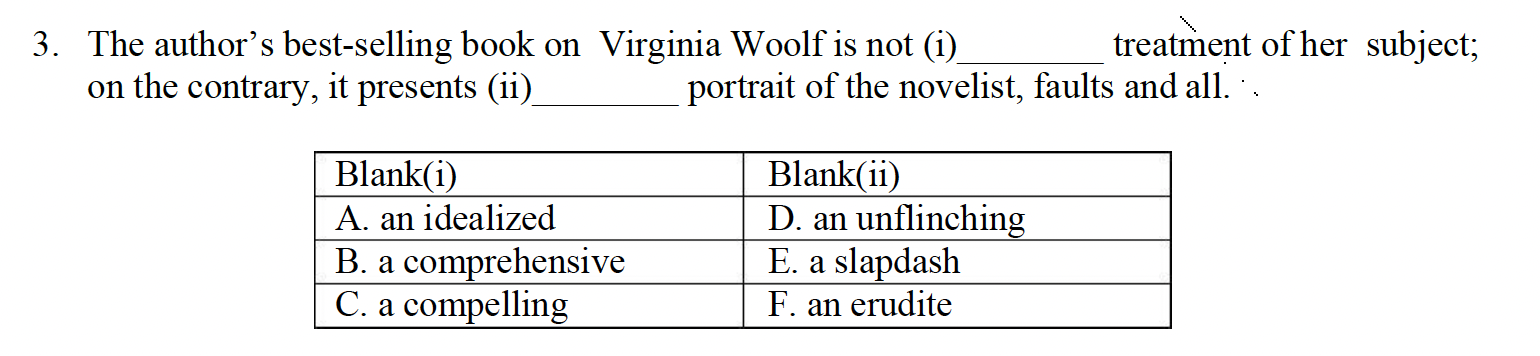 3. The author’s best-selling book on Virginia Woolf is not (i)________ treatment of her subject;
on the contrary, it presents (ii)________ portrait of the novelist, faults and all.
Blank(i) Blank(ii)
A. an idealized D. an unflinching
B. a comprehensive E. a slapdash
C. a compelling F. an erudite